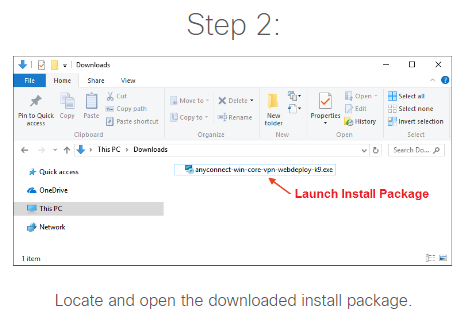 Step 2:
Downloads
File Home Share View
Pin to Quick access
Copy
Paste
Cut
Copy path
Paste shortcut
Clipboard
Move to
Copy to
Delete
Rename
Organize
New folder
New
Properties
Open
Edit
History
Open
Select all
Select none
Invert selection
Select
This PC > Downloads
Search Do...
Quick access
OneDrive
This PC
Network
anyconnect-win-core-vpn-webdeploy-k9.exe
Launch Install Package
1 item
Locate and open the downloaded install package.